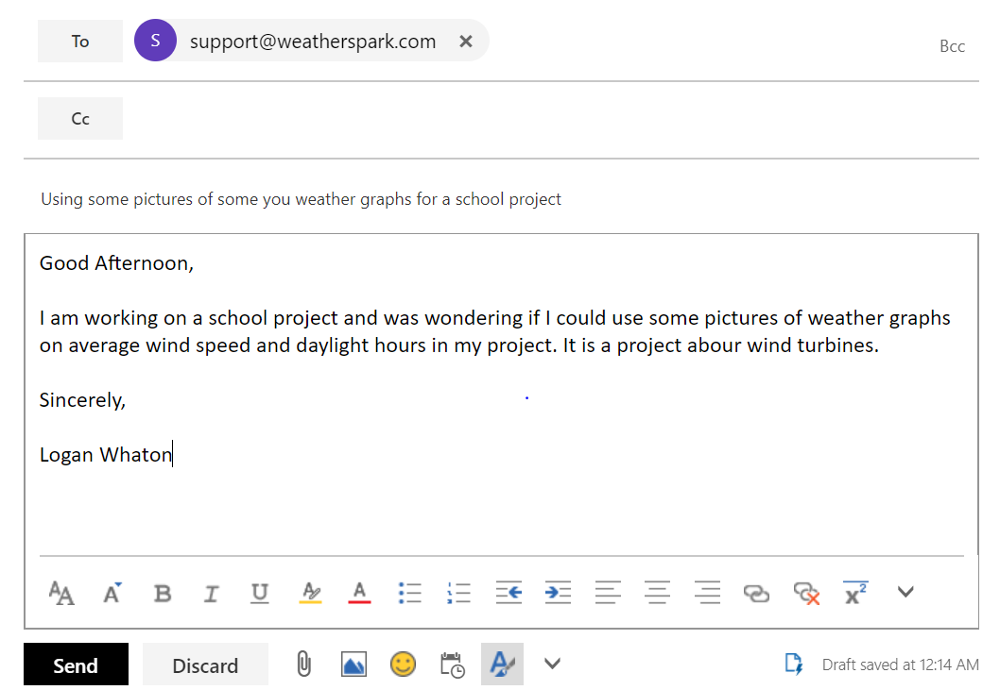 To
S support@weatherspark.com
Bcc
Cc
Using some pictures of some you weather graphs for a school project
Good Afternoon,
I am working on a school project and was wondering if I could use some pictures of weather graphs
on average wind speed and daylight hours in my project. It is a project abour wind turbines.
Sincerely,
Logan Whaton
Send
Discard
Draft saved at 12:14 AM